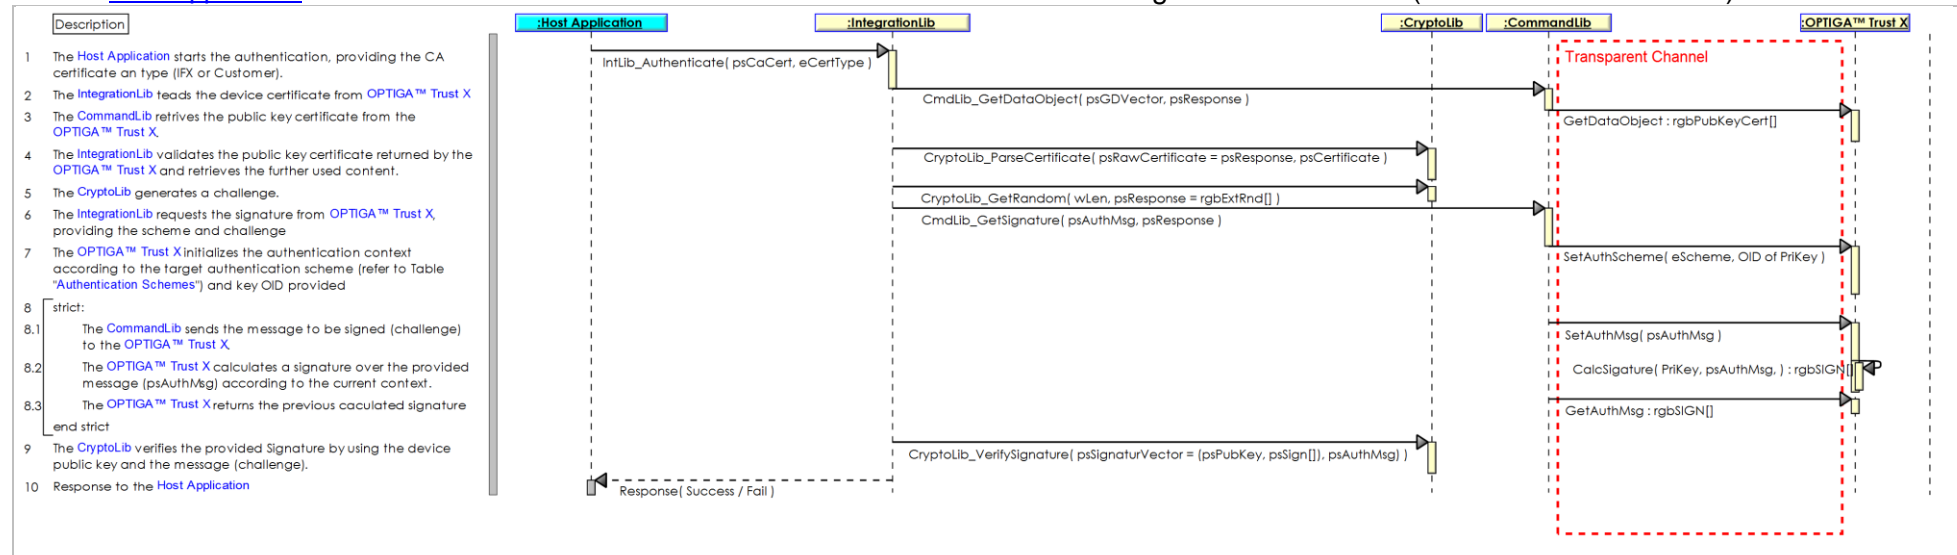 Description
:Host Application
:IntegrationLib
:CryptoLib
:CommandLib
:OPTIGA™ Trust X
1 The Host Application starts the authentication, providing the CA
certificate an type (IFX or Customer).
2 The IntegrationLib teads the device certificate from OPTIGA™ Trust X
3 The CommandLib retrives the public key certificate from the
OPTIGA™ Trust X.
4 The IntegrationLib validates the public key certificate returned by the
OPTIGA™ Trust X and retrieves the further used content.
5 The CryptoLib generates a challenge.
6 The IntegrationLib requests the signature from OPTIGA™ Trust X,
providing the scheme and challenge
7 The OPTIGA™ Trust X initializes the authentication context
according to the target authentication scheme (refer to Table
"Authentication Schemes") and key OID provided
8 strict:
8.1 The CommandLib sends the message to be signed (challenge)
to the OPTIGA™ Trust X.
8.2 The OPTIGA™ Trust X calculates a signature over the provided
message (psAuthMsg) according to the current context.
8.3 The OPTIGA™ Trust X returns the previous caculated signature
end strict
9 The CryptoLib verifies the provided Signature by using the device
public key and the message (challenge).
10 Response to the Host Application
Transparent Channel
IntLib_Authenticate( psCaCert, eCertType )
CmdLib_GetDataObject( psGDVector, psResponse )
GetDataObject : rgbPubKeyCert[]
CryptoLib_ParseCertificate( psRawCertificate = psResponse, psCertificate )
CryptoLib_GetRandom( wLen, psResponse = rgbExtRnd[] )
CmdLib_GetSignature( psAuthMsg, psResponse )
SetAuthScheme( eScheme, OID of PriKey )
SetAuthMsg( psAuthMsg )
CalcSigature( PriKey, psAuthMsg, ) : rgbSIGN[]
GetAuthMsg : rgbSIGN[]
CryptoLib_VerifySignature( psSignaturVector = (psPubKey, psSign[]), psAuthMsg) )
Response( Success / Fail )